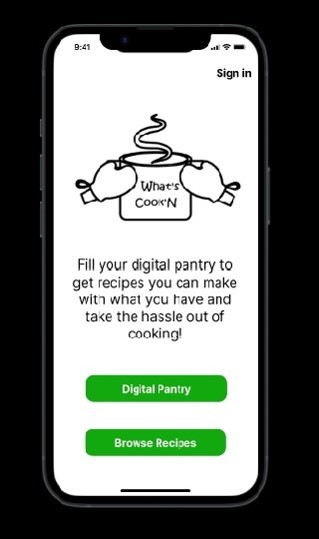 9:41
Sign in
What's
Cook'N
Fill your digital pantry to
get recipes you can make
with what you have and
take the hassle out of
cooking!
Digital Pantry
Browse Recipes